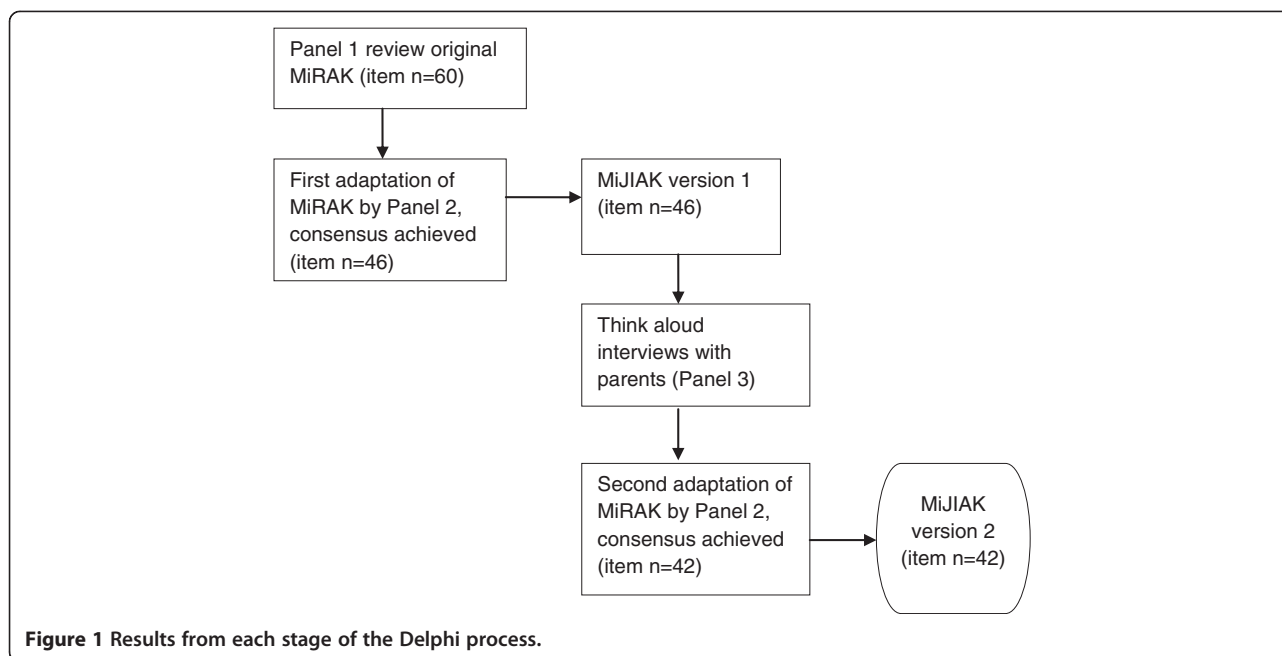 Panel 1 review original
MiRAK (item n=60)
First adaptation of
MiRAK by Panel 2,
consensus achieved
(item n=46)
MiJIAK version 1
(item n=46)
Think aloud
interviews with
parents (Panel 3)
Second adaptation of
MiRAK by Panel 2,
consensus achieved
(item n=42)
MiJIAK
version 2
(item n=42)
Figure 1 Results from each stage of the Delphi process.